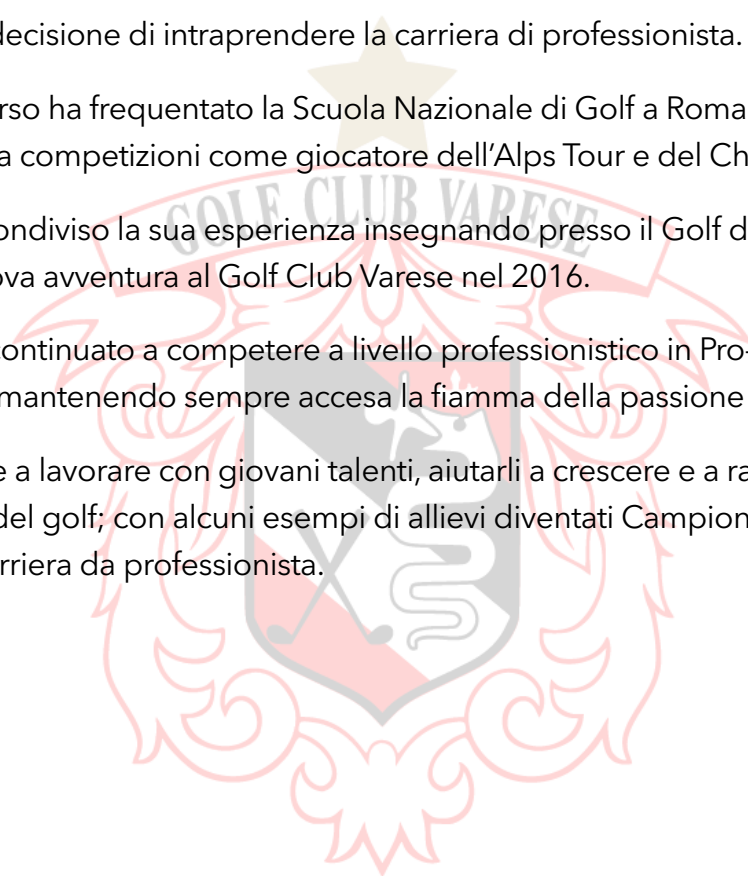 decisione di intraprendere la carriera di professionista.
rso ha frequentato la Scuola Nazionale di Golf a Roma
a competizioni come giocatore dell'Alps Tour e del Ch
GOLF CLUB VARESE
ondiviso la sua esperienza insegnando presso il Golf d
ova avventura al Golf Club Varese nel 2016.
continuato a competere a livello professionistico in Pro-
mantenendo sempre accesa la fiamma della passione
e a lavorare con giovani talenti, aiutarli a crescere e a ra
del golf; con alcuni esempi di allievi diventati Campion
rriera da professionista.